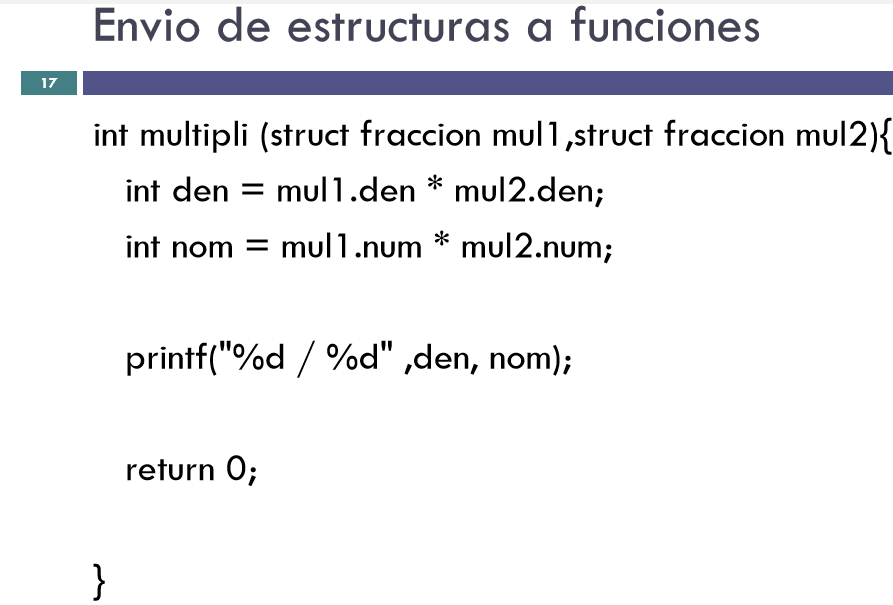 Envio de estructuras a funciones
17
int multipli (struct fraccion mul1,struct fraccion mul2){
int den = mul1.den * mul2.den;
int nom = mul1.num * mul2.num;
printf("%d / %d" ,den, nom);
return 0;
}